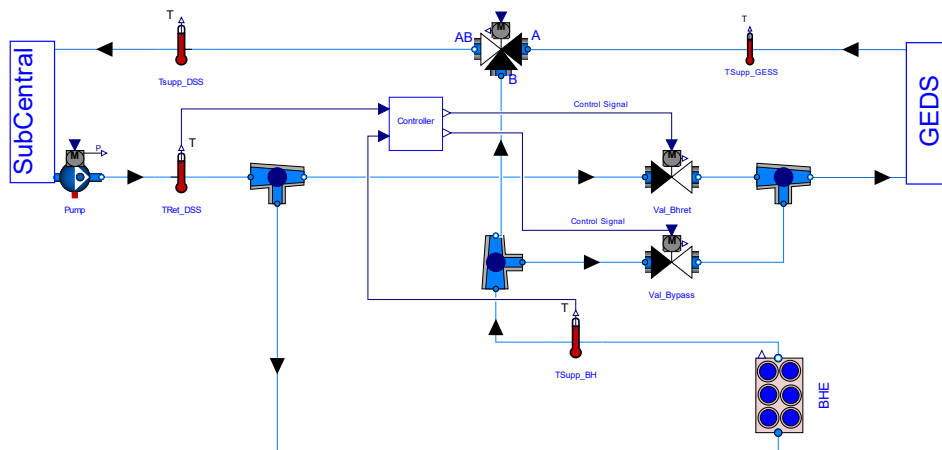 T
T
AB
M
A
B
Tsupp_DSS
TSupp_GESS
SubCentral
GEDS
Controller
Control Signal
M
P
T
M
Pump
TRet_DSS
Val_Bhret
Control Signal
M
Val_Bypass
T
TSupp_BH
BHE